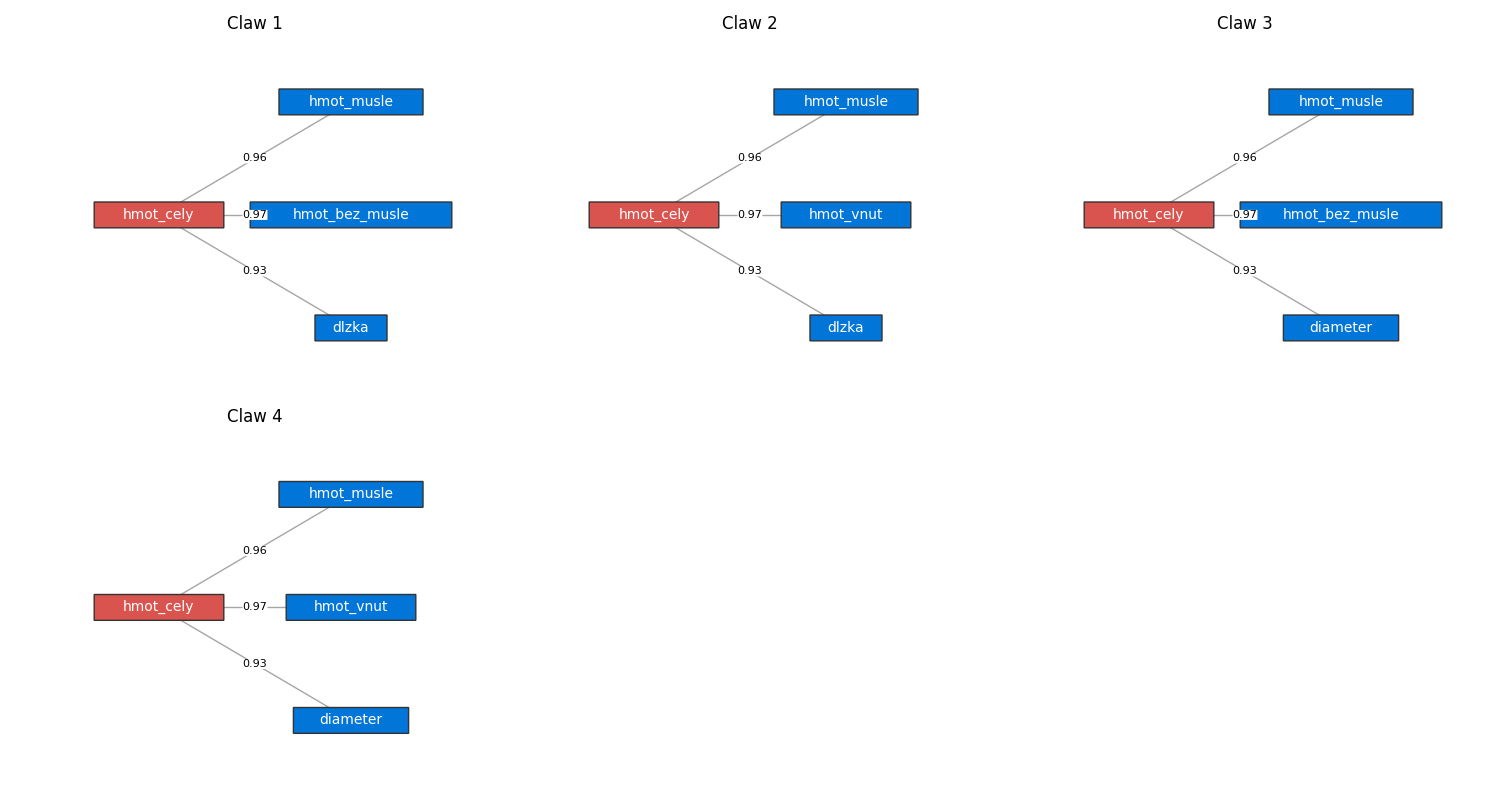 Claw 1
hmot_musle
0.96
hmot_cely
0.97
hmot_bez_musle
0.93
dlzka
Claw 2
hmot_musle
0.96
hmot_cely
0.97
hmot_vnut
0.93
dlzka
Claw 3
hmot_musle
0.96
hmot_cely
0.97
hmot_bez_musle
0.93
diameter
Claw 4
hmot_musle
0.96
hmot_cely
0.97
hmot_vnut
0.93
diameter